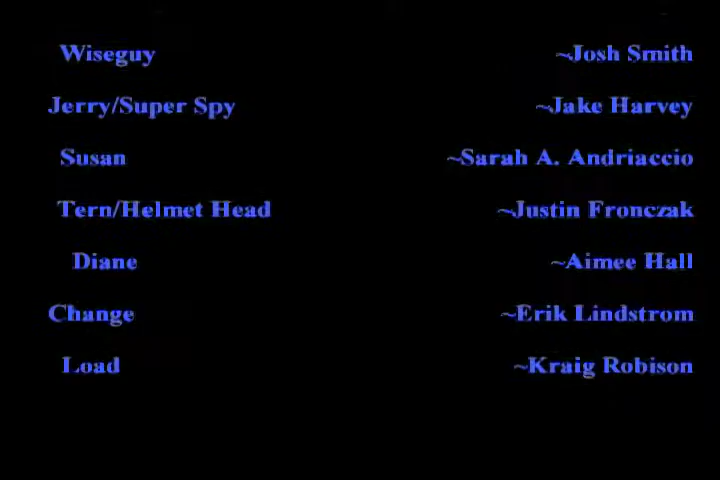 Wiseguy ~Josh Smith
Jerry/Super Spy ~Jake Harvey
Susan ~Sarah A. Andriaccio
Tern/Helmet Head ~Justin Fronczak
Diane ~Aimee Hall
Change ~Erik Lindstrom
Load ~Kraig Robison